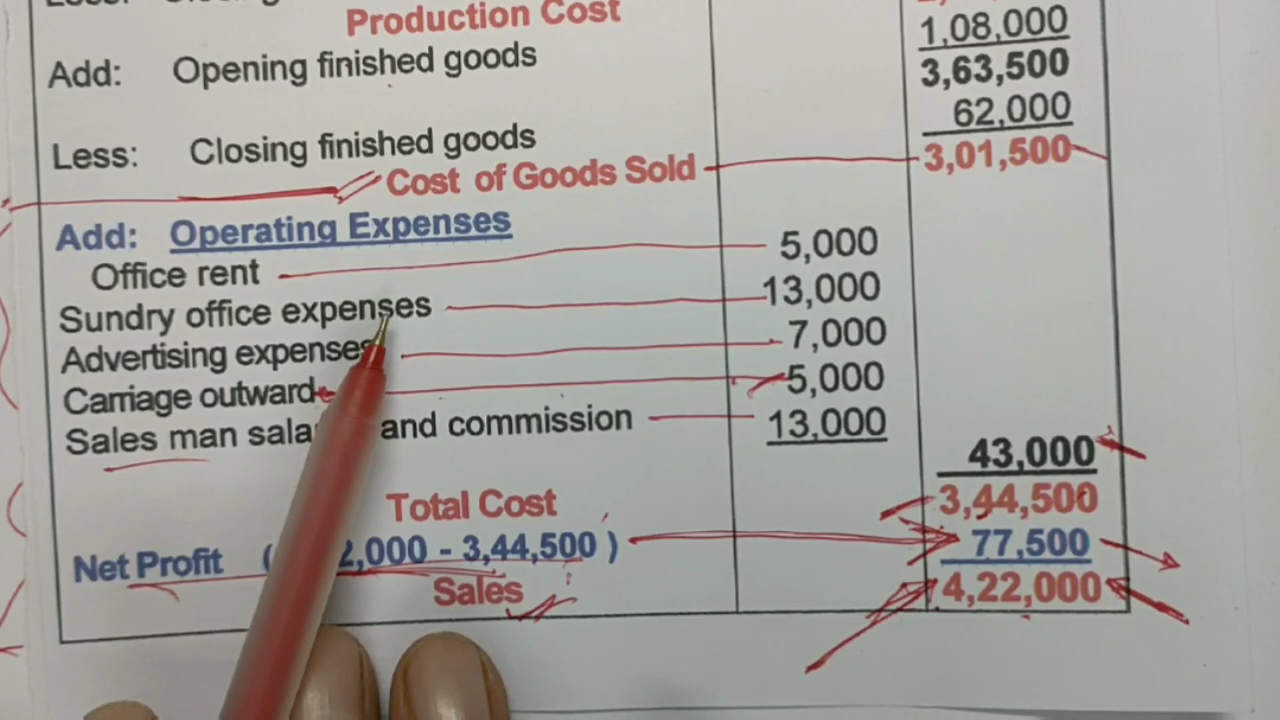 Production Cost
Add: Opening finished goods 1,08,000
3,63,500
Less: Closing finished goods 62,000
Cost of Goods Sold 3,01,500
Add: Operating Expenses
Office rent 5,000
Sundry office expenses 13,000
Advertising expenses 7,000
Carriage outward 5,000
Sales man and commission 13,000
43,000
Total Cost 3,44,500
Net Profit ( 2,000 - 3,44,500 ) 77,500
Sales 4,22,000